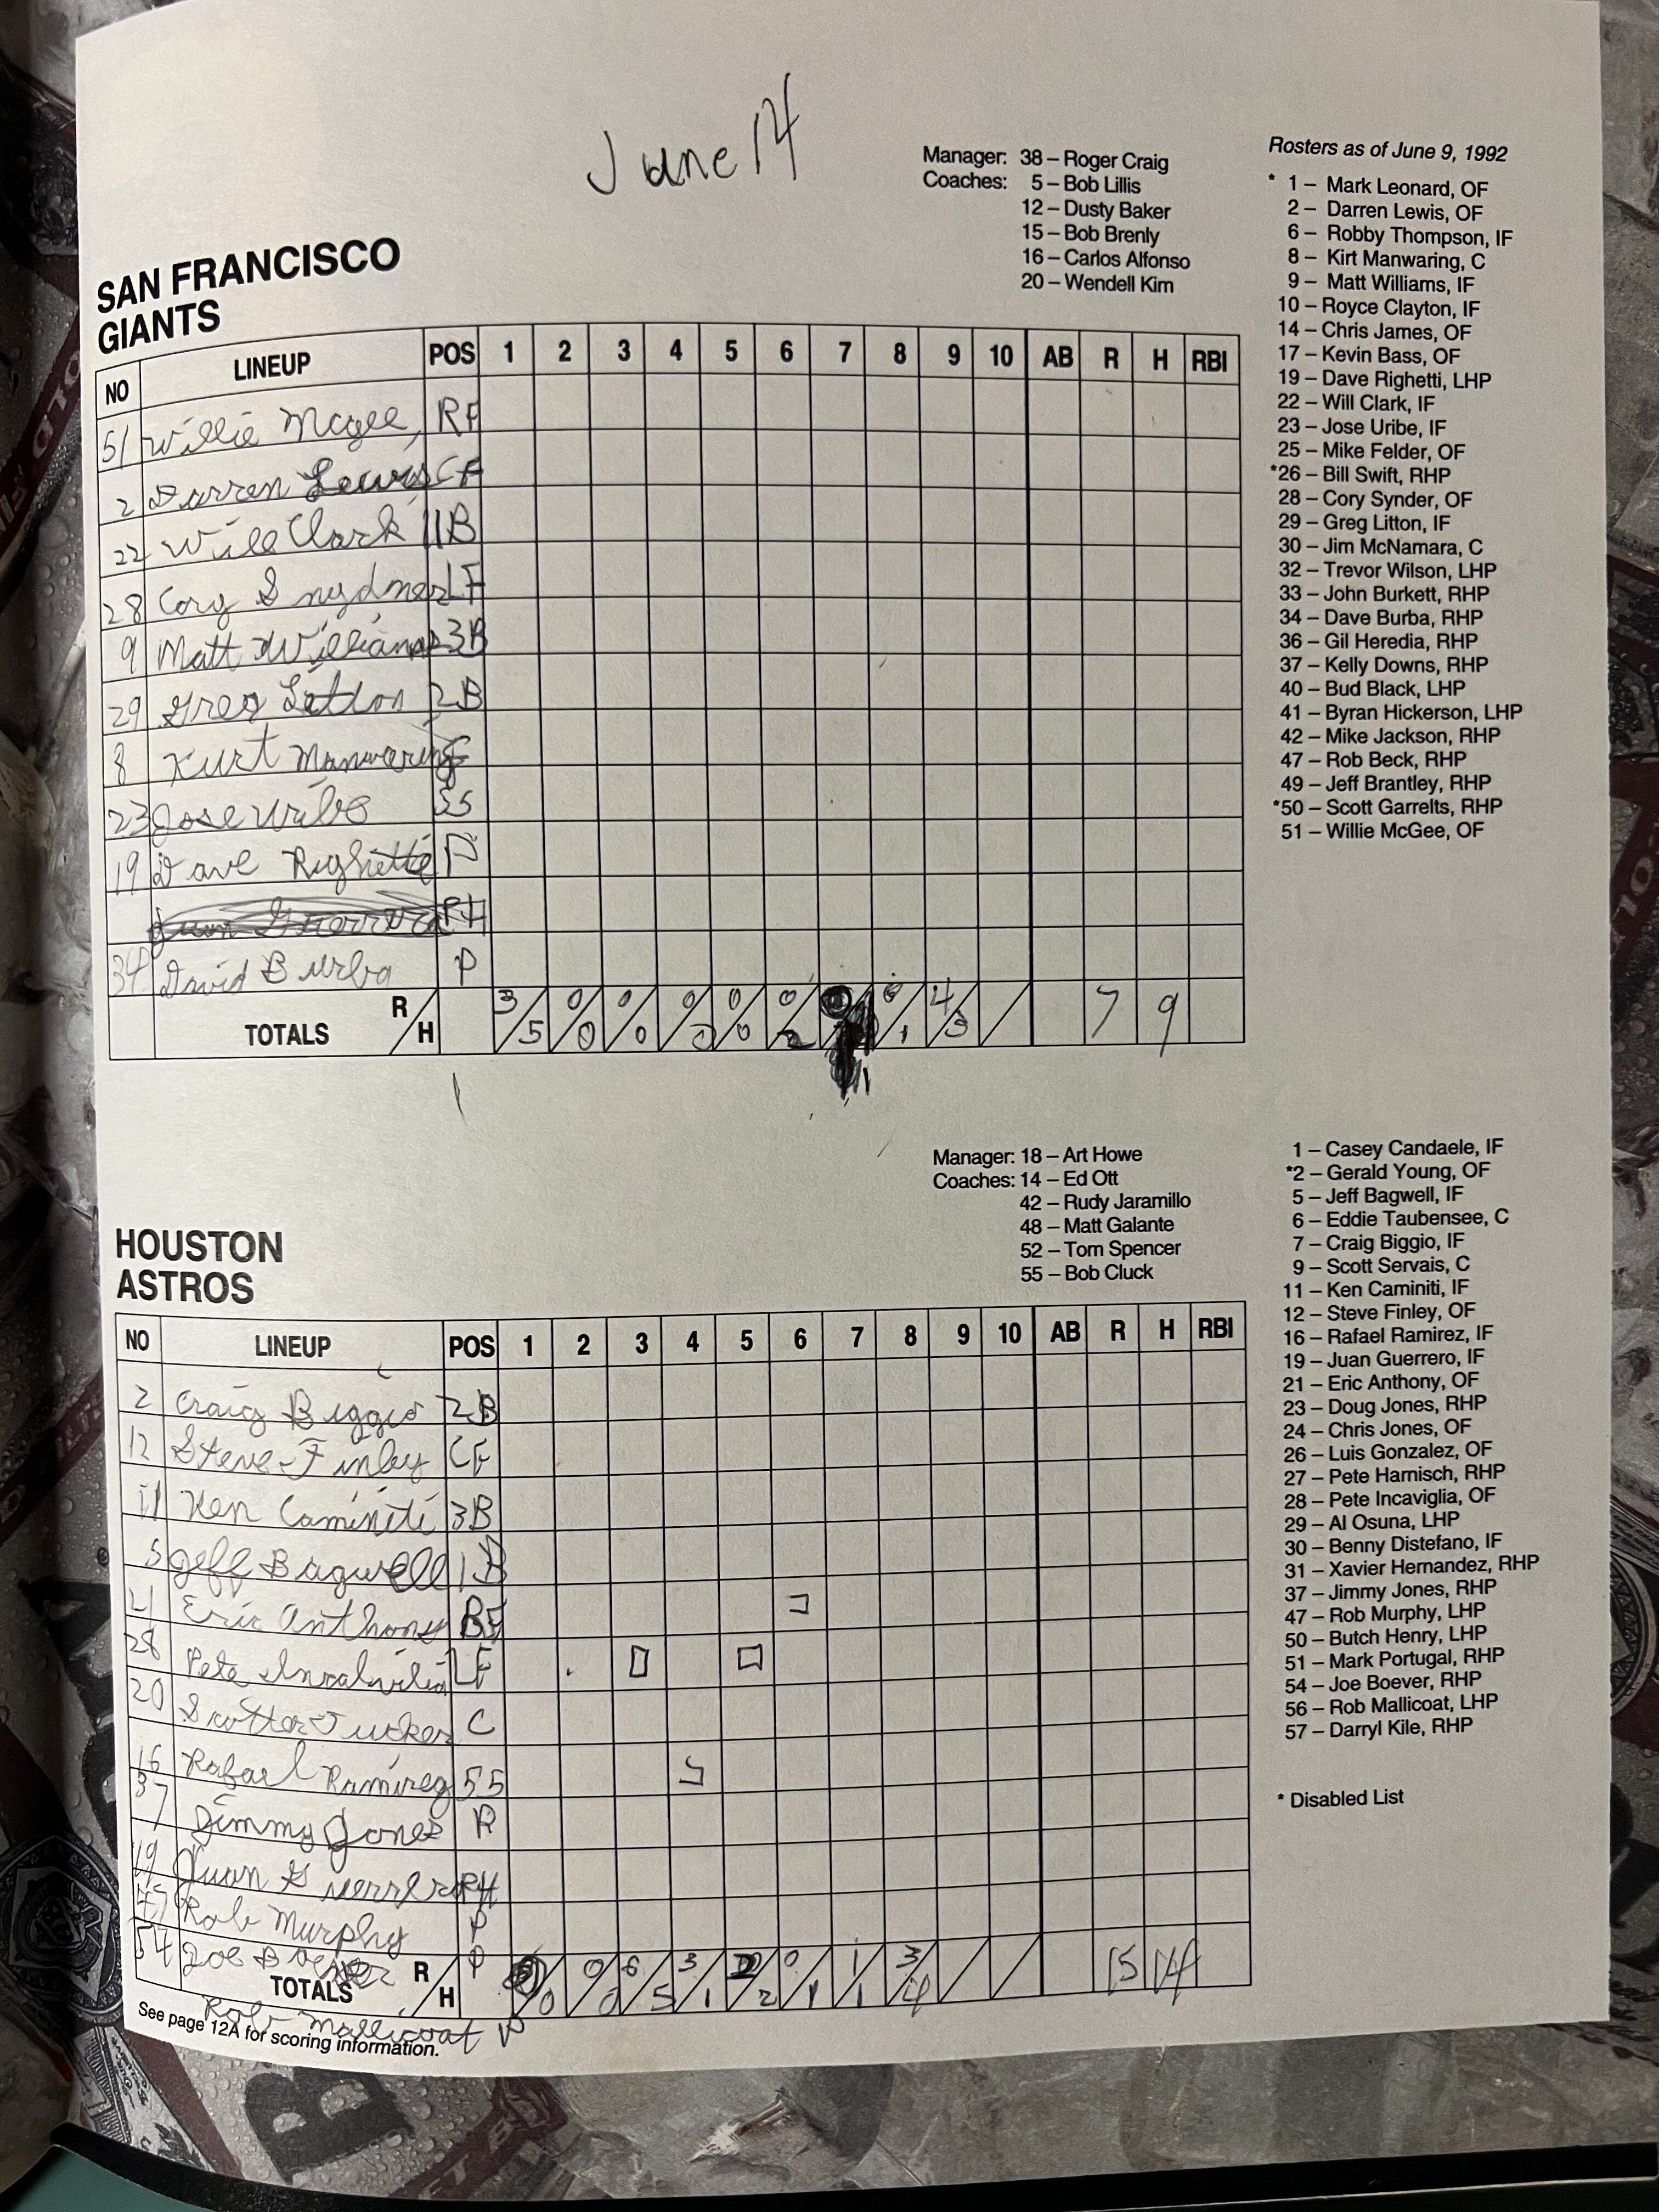 June 14
Manager: 38 – Roger Craig
Coaches: 5 – Bob Lillis
12 – Dusty Baker
15 – Bob Brenly
16 – Carlos Alfonso
20 – Wendell Kim
Rosters as of June 9, 1992
* 1 – Mark Leonard, OF
2 – Darren Lewis, OF
6 – Robby Thompson, IF
8 – Kirt Manwaring, C
9 – Matt Williams, IF
10 – Royce Clayton, IF
14 – Chris James, OF
17 – Kevin Bass, OF
19 – Dave Righetti, LHP
22 – Will Clark, IF
23 – Jose Uribe, IF
25 – Mike Felder, OF
*26 – Bill Swift, RHP
28 – Cory Synder, OF
29 – Greg Litton, IF
30 – Jim McNamara, C
32 – Trevor Wilson, LHP
33 – John Burkett, RHP
34 – Dave Burba, RHP
36 – Gil Heredia, RHP
37 – Kelly Downs, RHP
40 – Bud Black, LHP
41 – Byran Hickerson, LHP
42 – Mike Jackson, RHP
47 – Rob Beck, RHP
49 – Jeff Brantley, RHP
*50 – Scott Garrelts, RHP
51 – Willie McGee, OF
SAN FRANCISCO
GIANTS
NO LINEUP POS 1 2 3 4 5 6 7 8 9 10 AB R H RBI
51 Willie Mcgee, RF
2 Darren Lewis CF
22 Will Clark 1B
28 Cory LF
9 Matt Williams 3B
29 Greg Litton 2B
8 Kurt Manwaring C
23 Jose SS
19 Dave Righette P
PH
34 David Burba P
TOTALS R/H 3/5 0/0 0/0 0/0 0/0 0/2 0/1 4/3 7 9
HOUSTON
ASTROS
Manager: 18 – Art Howe
Coaches: 14 – Ed Ott
42 – Rudy Jaramillo
48 – Matt Galante
52 – Tom Spencer
55 – Bob Cluck
1 – Casey Candaele, IF
*2 – Gerald Young, OF
5 – Jeff Bagwell, IF
6 – Eddie Taubensee, C
7 – Craig Biggio, IF
9 – Scott Servais, C
11 – Ken Caminiti, IF
12 – Steve Finley, OF
16 – Rafael Ramirez, IF
19 – Juan Guerrero, IF
21 – Eric Anthony, OF
23 – Doug Jones, RHP
24 – Chris Jones, OF
26 – Luis Gonzalez, OF
27 – Pete Harnisch, RHP
28 – Pete Incaviglia, OF
29 – Al Osuna, LHP
30 – Benny Distefano, IF
31 – Xavier Hernandez, RHP
37 – Jimmy Jones, RHP
47 – Rob Murphy, LHP
50 – Butch Henry, LHP
51 – Mark Portugal, RHP
54 – Joe Boever, RHP
56 – Rob Mallicoat, LHP
57 – Darryl Kile, RHP
* Disabled List
NO LINEUP POS 1 2 3 4 5 6 7 8 9 10 AB R H RBI
2 Craig Biggio 2B
12 Steve Finley CF
11 Ken Caminiti 3B
5 Jeff Bagwell 1B
21 Eric Anthony RF
28 Pete LF
20 Tucker C
16 Rafael Ramirez SS
37 Jimmy Jones P
19 Juan Guerrero PH
47 Rob Murphy P
54 Joe P
TOTALS R/H 0/0 6/5 3/1 2/2 0/1 1/1 3/4 15 14
Rob Mallicoat P
See page 12A for scoring information.